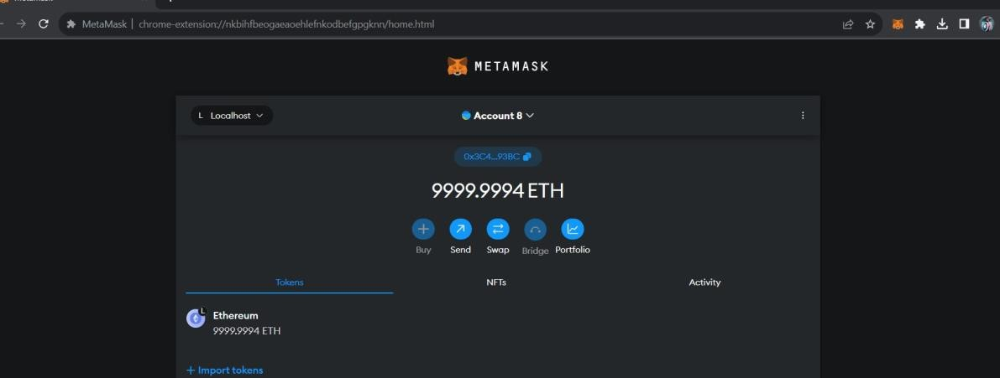 MetaMask | chrome-extension://nkbihfbeogaeaoehlefnkodbefgpgknn/home.html
METAMASK
L Localhost
Account 8
0x3C4...93BC
9999.9994 ETH
Buy Send Swap Bridge Portfolio
Tokens NFTs Activity
L
Ethereum
9999.9994 ETH
+ Import tokens